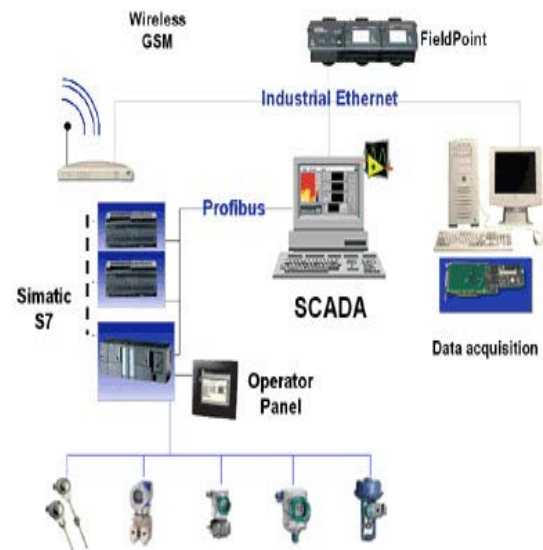 Wireless
GSM
FieldPoint
Industrial Ethernet
Profibus
SCADA
Simatic
S7
Data acquisition
Operator
Panel